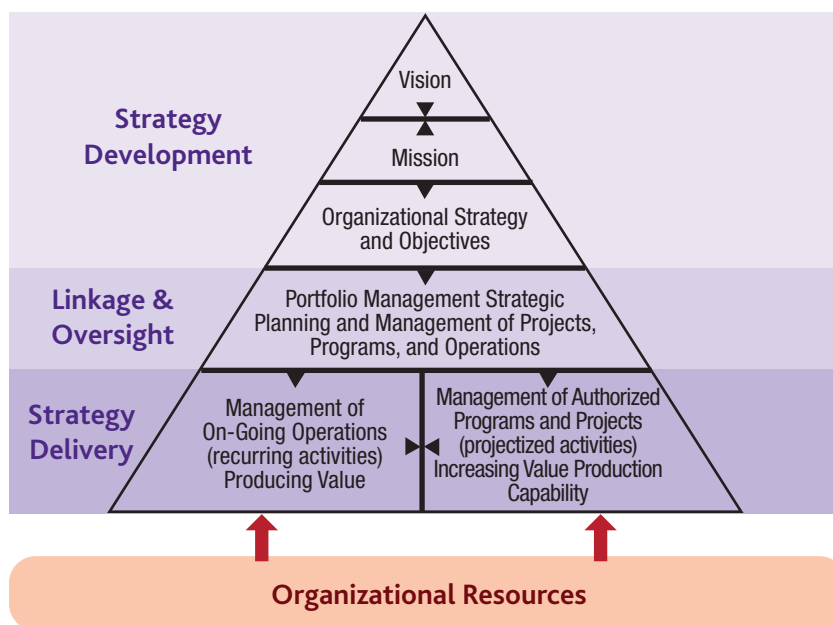 Vision
Strategy
Development
Mission
Organizational Strategy
and Objectives
Linkage &
Oversight
Portfolio Management Strategic
Planning and Management of Projects,
Programs, and Operations
Strategy
Delivery
Management of
On-Going Operations
(recurring activities)
Producing Value
Management of Authorized
Programs and Projects
(projectized activities)
Increasing Value Production
Capability
Organizational Resources